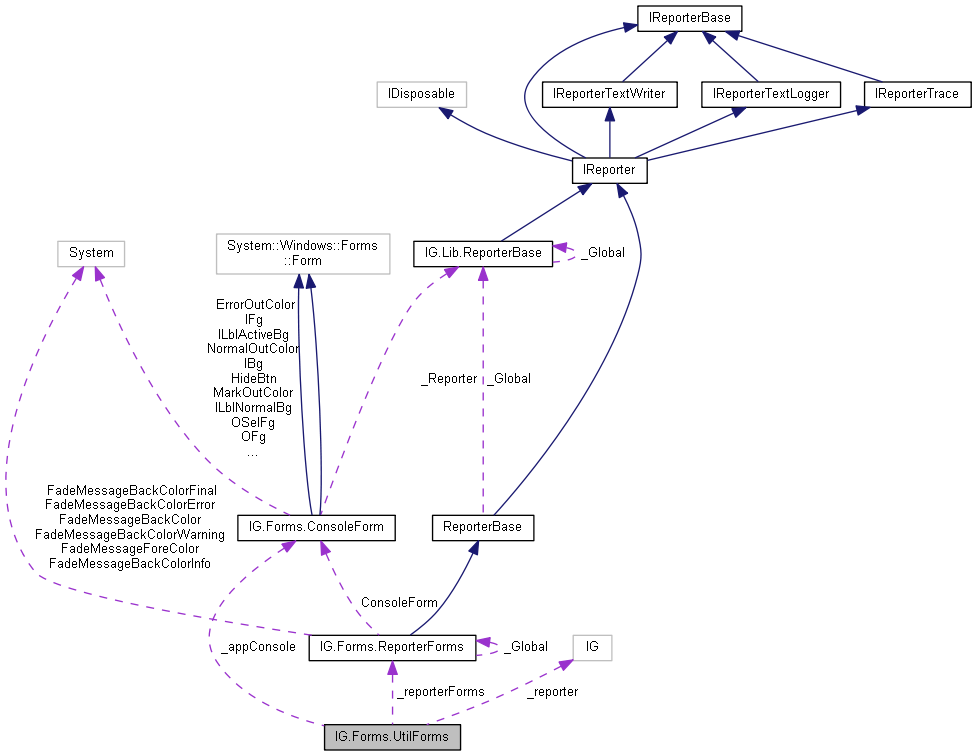 IReporterBase
IDisposable
IReporterTextWriter
IReporterTextLogger
IReporterTrace
IReporter
System
System::Windows::Forms
::Form
IG.Lib.ReporterBase
_Global
ErrorOutColor
IFg
ILblActiveBg
NormalOutColor
IBg
HideBtn
MarkOutColor
ILblNormalBg
OSelFg
OFg
...
_Reporter
_Global
FadeMessageBackColorFinal
FadeMessageBackColorError
FadeMessageBackColor
FadeMessageBackColorWarning
FadeMessageForeColor
FadeMessageBackColorInfo
IG.Forms.ConsoleForm
ReporterBase
ConsoleForm
_appConsole
IG.Forms.ReporterForms
_Global
IG
_reporterForms
_reporter
IG.Forms.UtilForms